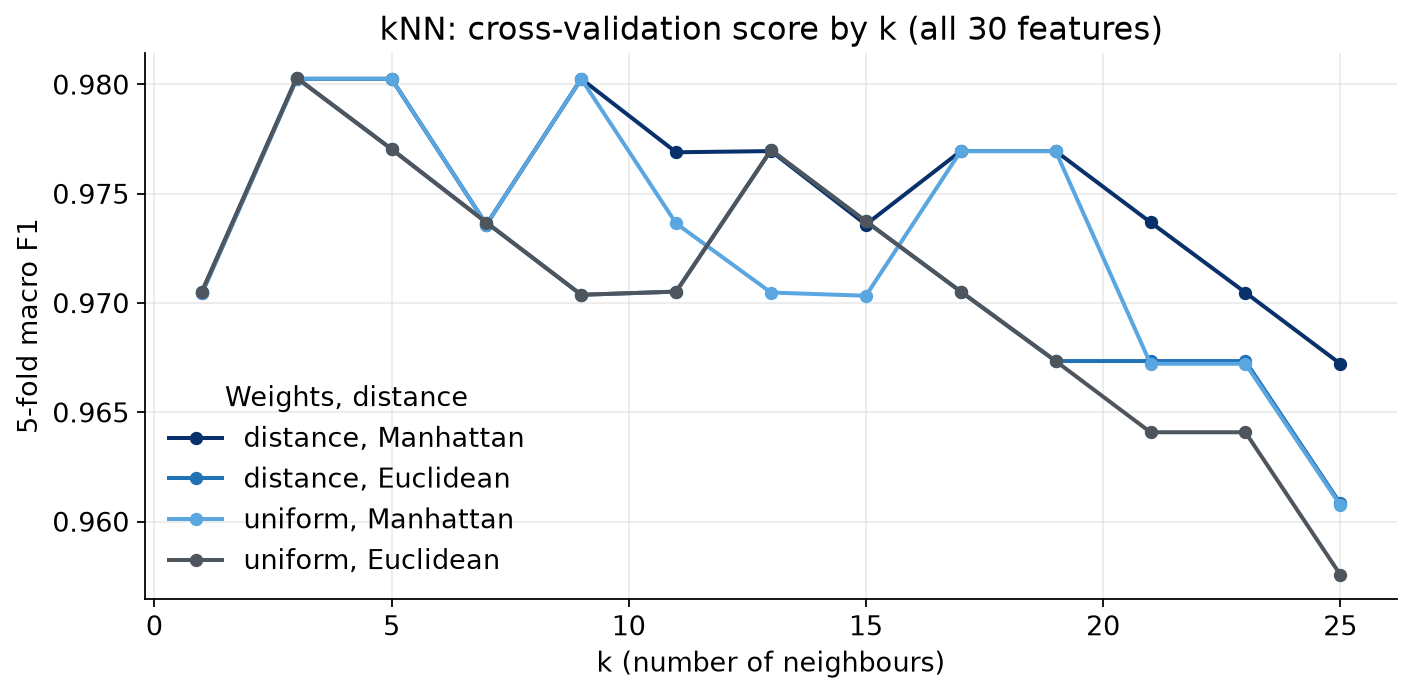 kNN: cross-validation score by k (all 30 features)
5-fold macro F1
0.980
0.975
0.970
0.965
0.960
Weights, distance
distance, Manhattan
distance, Euclidean
uniform, Manhattan
uniform, Euclidean
0 5 10 15 20 25
k (number of neighbours)